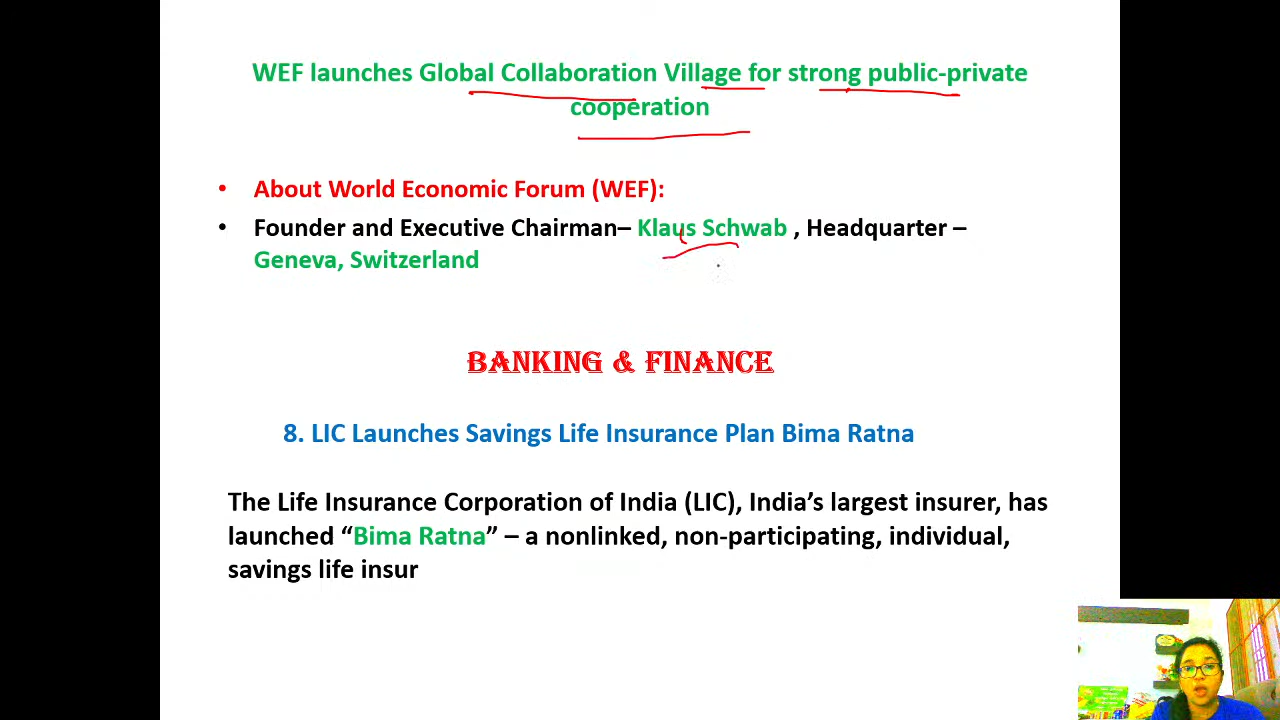 WEF launches Global Collaboration Village for strong public-private
cooperation
• About World Economic Forum (WEF):
• Founder and Executive Chairman– Klaus Schwab , Headquarter –
Geneva, Switzerland
BANKING & FINANCE
8. LIC Launches Savings Life Insurance Plan Bima Ratna
The Life Insurance Corporation of India (LIC), India’s largest insurer, has
launched “Bima Ratna” – a nonlinked, non-participating, individual,
savings life insur